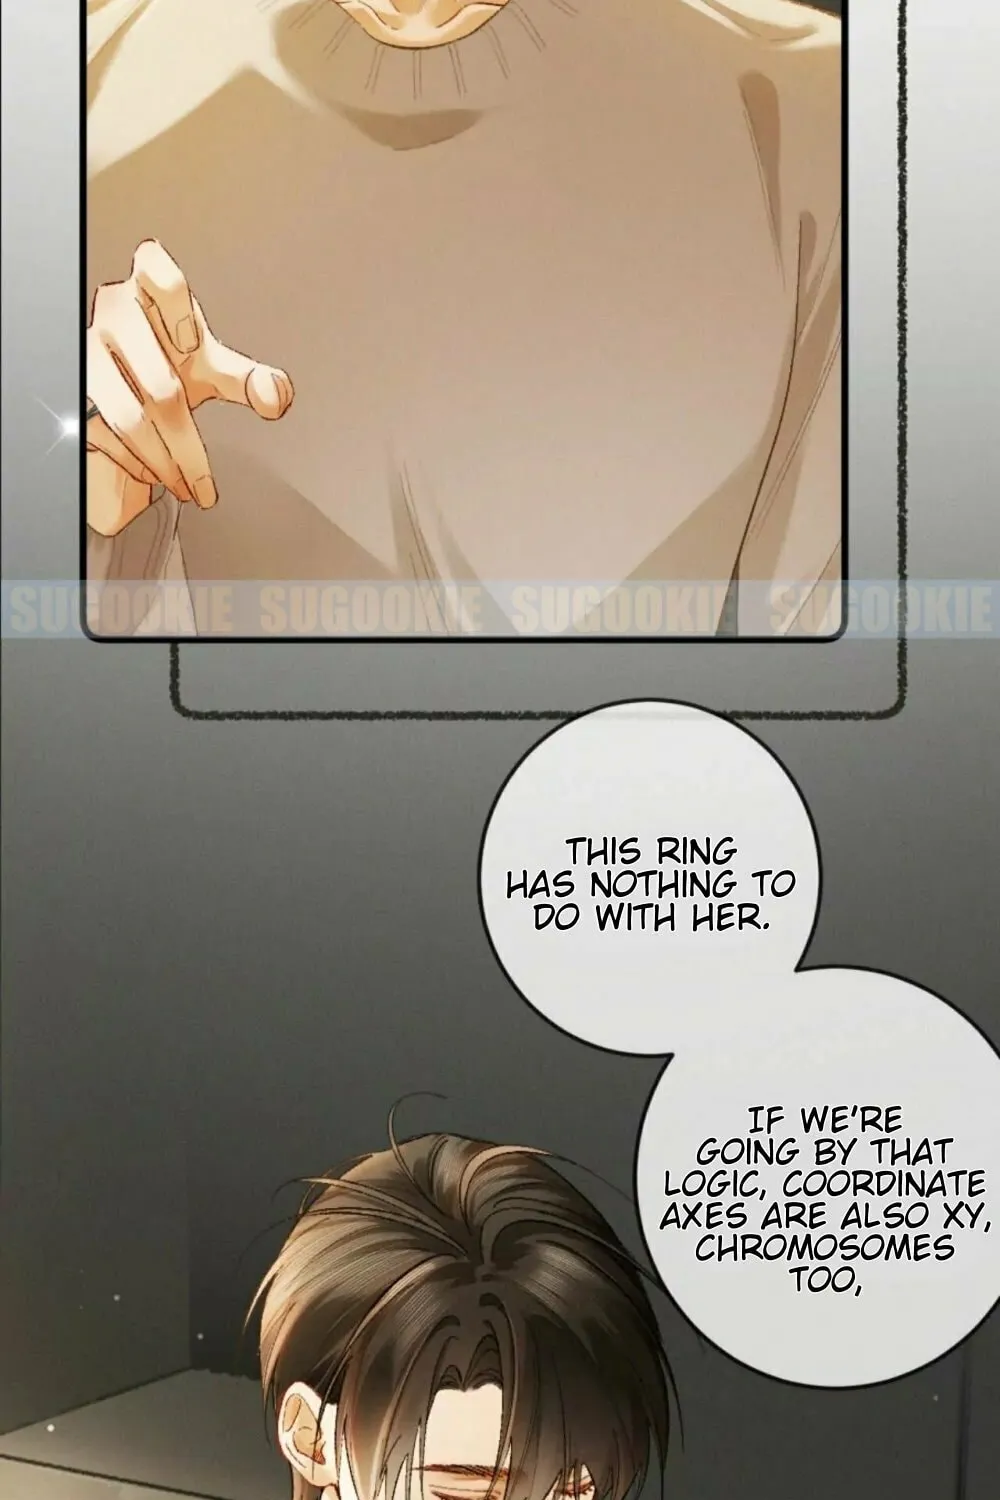 SUGOOKIE SUGOOKIE SUGOOKIE
THIS RING
HAS NOTHING TO
DO WITH HER.
IF WE'RE
GOING BY THAT
LOGIC, COORDINATE
AXES ARE ALSO XY,
CHROMOSOMES
TOO,